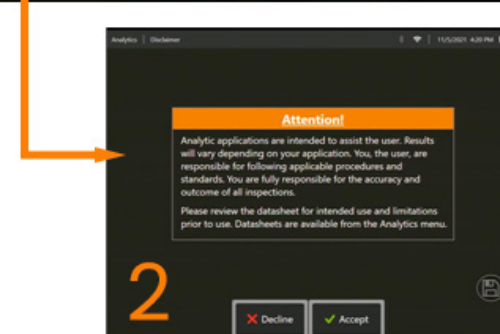 Analytics | Disclaimer
11/5/2021 4:20 PM
Attention!
Analytic applications are intended to assist the user. Results
will vary depending on your application. You, the user, are
responsible for following applicable procedures and
standards. You are fully responsible for the accuracy and
outcome of all inspections.
Please review the datasheet for intended use and limitations
prior to use. Datasheets are available from the Analytics menu.
2
Decline
Accept